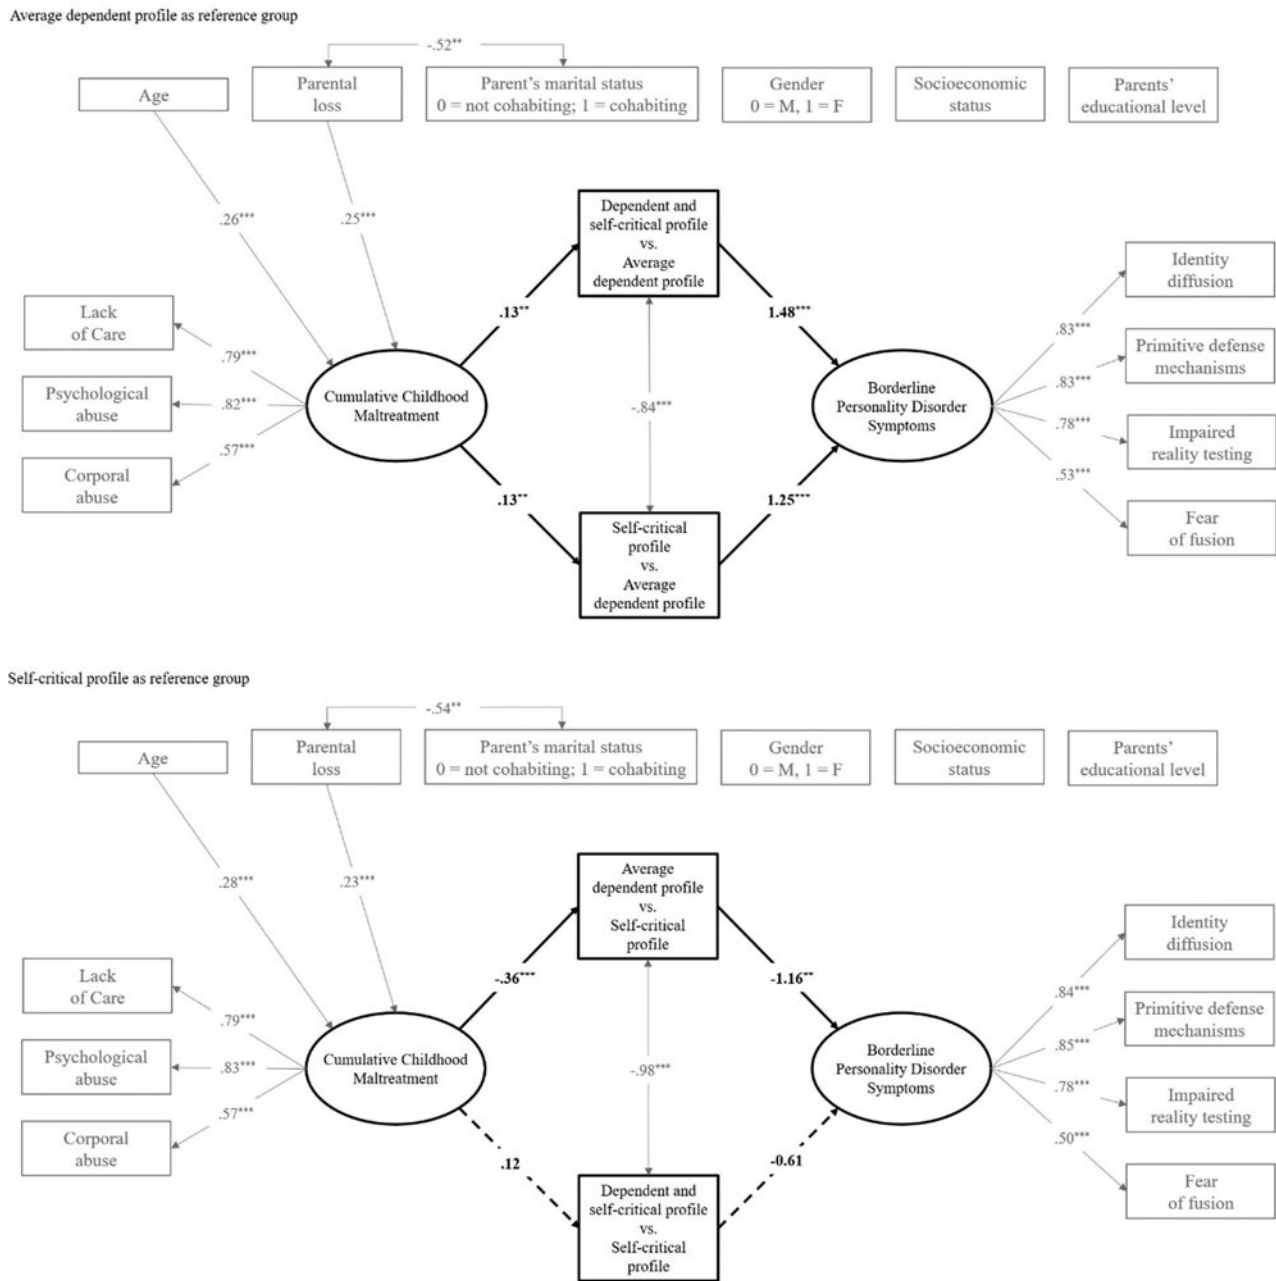 Average dependent profile as reference group
-.52**
Age
Parental
loss
Parent's marital status
0 = not cohabiting; 1 = cohabiting
Gender
0 = M, 1 = F
Socioeconomic
status
Parents'
educational level
.26***
.25***
Dependent and
self-critical profile
vs.
Average
dependent profile
Lack
of Care
Psychological
abuse
Corporal
abuse
.79***
.82***
.57***
Cumulative Childhood
Maltreatment
.13**
.13**
-.84***
1.48***
1.25***
Self-critical
profile
vs.
Average
dependent profile
Borderline
Personality Disorder
Symptoms
.83***
.83***
.78***
.53***
Identity
diffusion
Primitive defense
mechanisms
Impaired
reality testing
Fear
of fusion
Self-critical profile as reference group
-.54**
Age
Parental
loss
Parent's marital status
0 = not cohabiting; 1 = cohabiting
Gender
0 = M, 1 = F
Socioeconomic
status
Parents'
educational level
.28***
.23***
Average
dependent profile
vs.
Self-critical
profile
Lack
of Care
Psychological
abuse
Corporal
abuse
.79***
.83***
.57***
Cumulative Childhood
Maltreatment
-.36***
.12
-.98***
-1.16**
-0.61
Dependent and
self-critical profile
vs.
Self-critical
profile
Borderline
Personality Disorder
Symptoms
.84***
.85***
.78***
.50***
Identity
diffusion
Primitive defense
mechanisms
Impaired
reality testing
Fear
of fusion